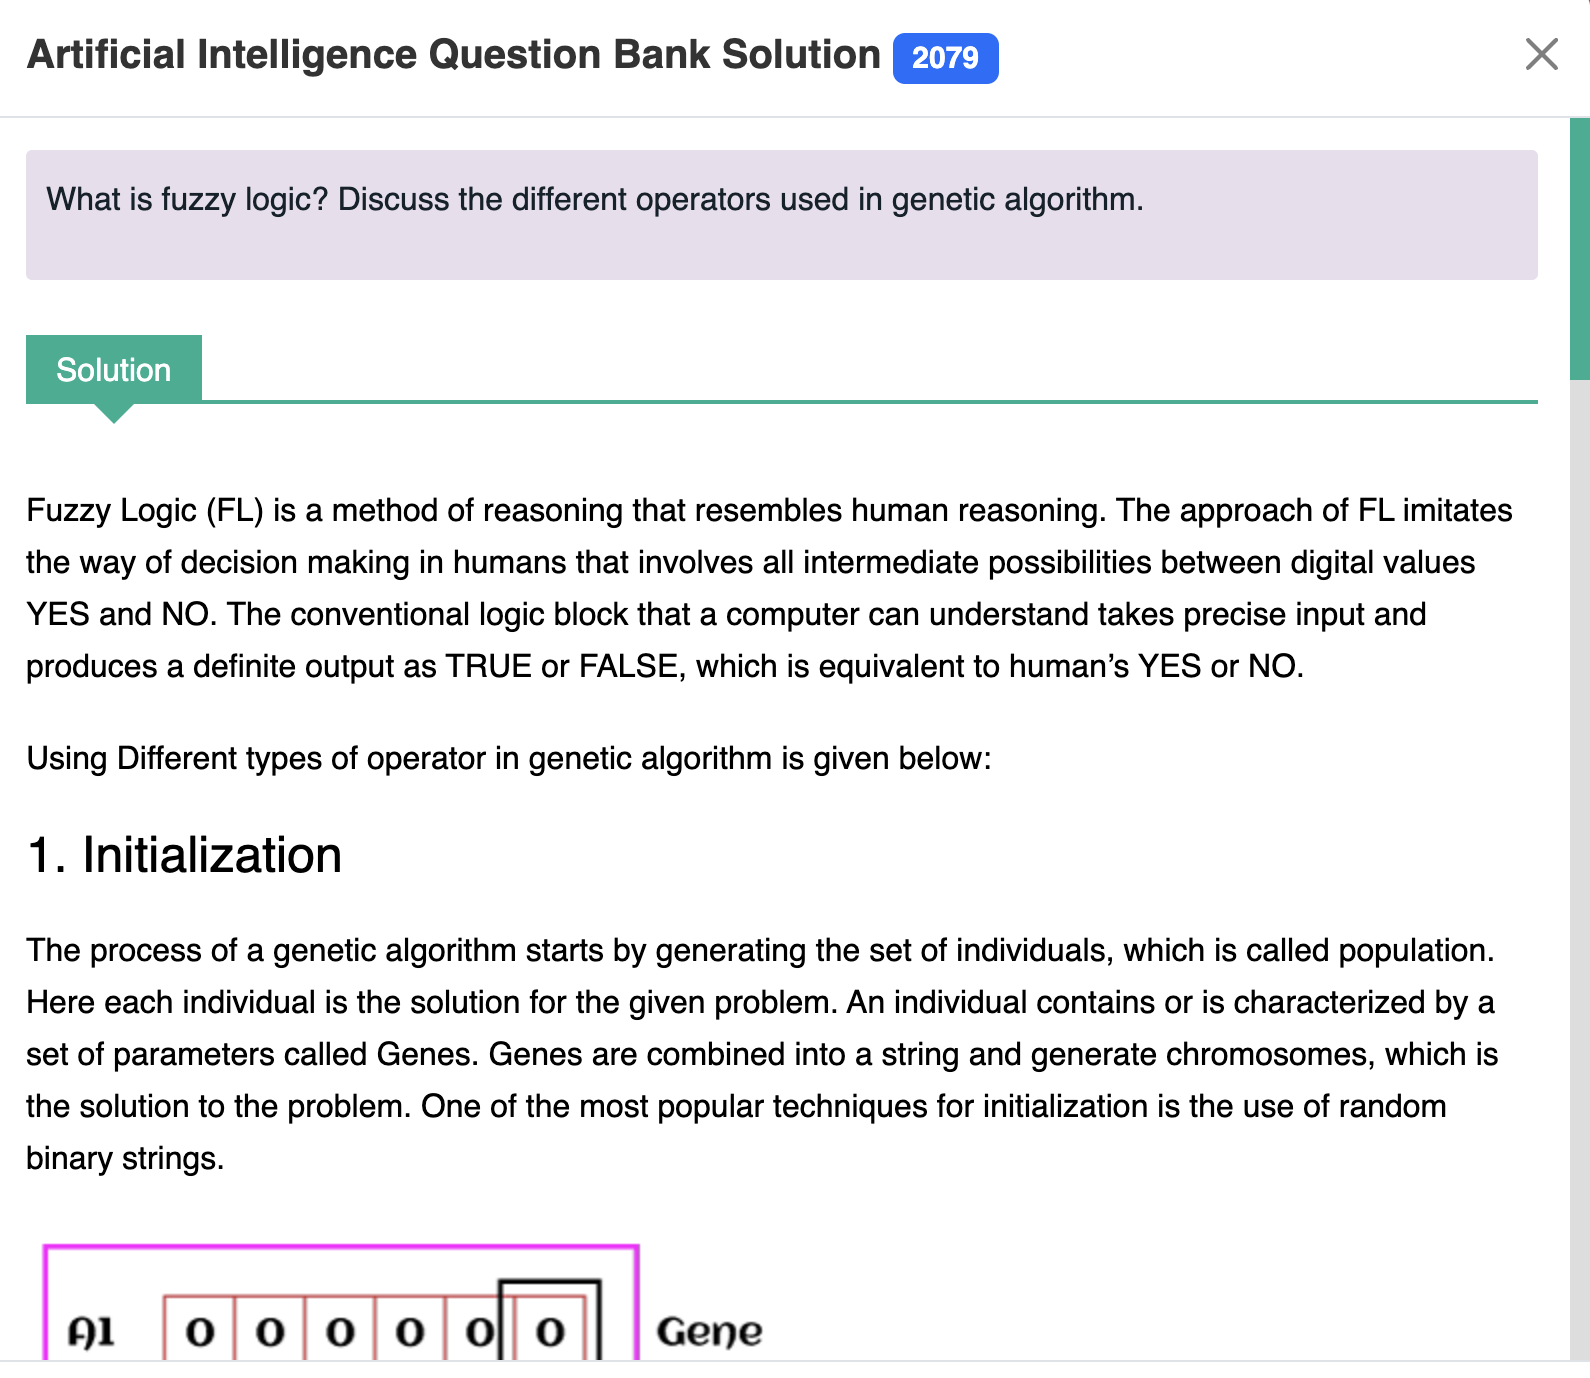 Artificial Intelligence Question Bank Solution 2079
What is fuzzy logic? Discuss the different operators used in genetic algorithm.
Solution
Fuzzy Logic (FL) is a method of reasoning that resembles human reasoning. The approach of FL imitates
the way of decision making in humans that involves all intermediate possibilities between digital values
YES and NO. The conventional logic block that a computer can understand takes precise input and
produces a definite output as TRUE or FALSE, which is equivalent to human’s YES or NO.
Using Different types of operator in genetic algorithm is given below:
1. Initialization
The process of a genetic algorithm starts by generating the set of individuals, which is called population.
Here each individual is the solution for the given problem. An individual contains or is characterized by a
set of parameters called Genes. Genes are combined into a string and generate chromosomes, which is
the solution to the problem. One of the most popular techniques for initialization is the use of random
binary strings.
A1 0 0 0 0 0 0 Gene